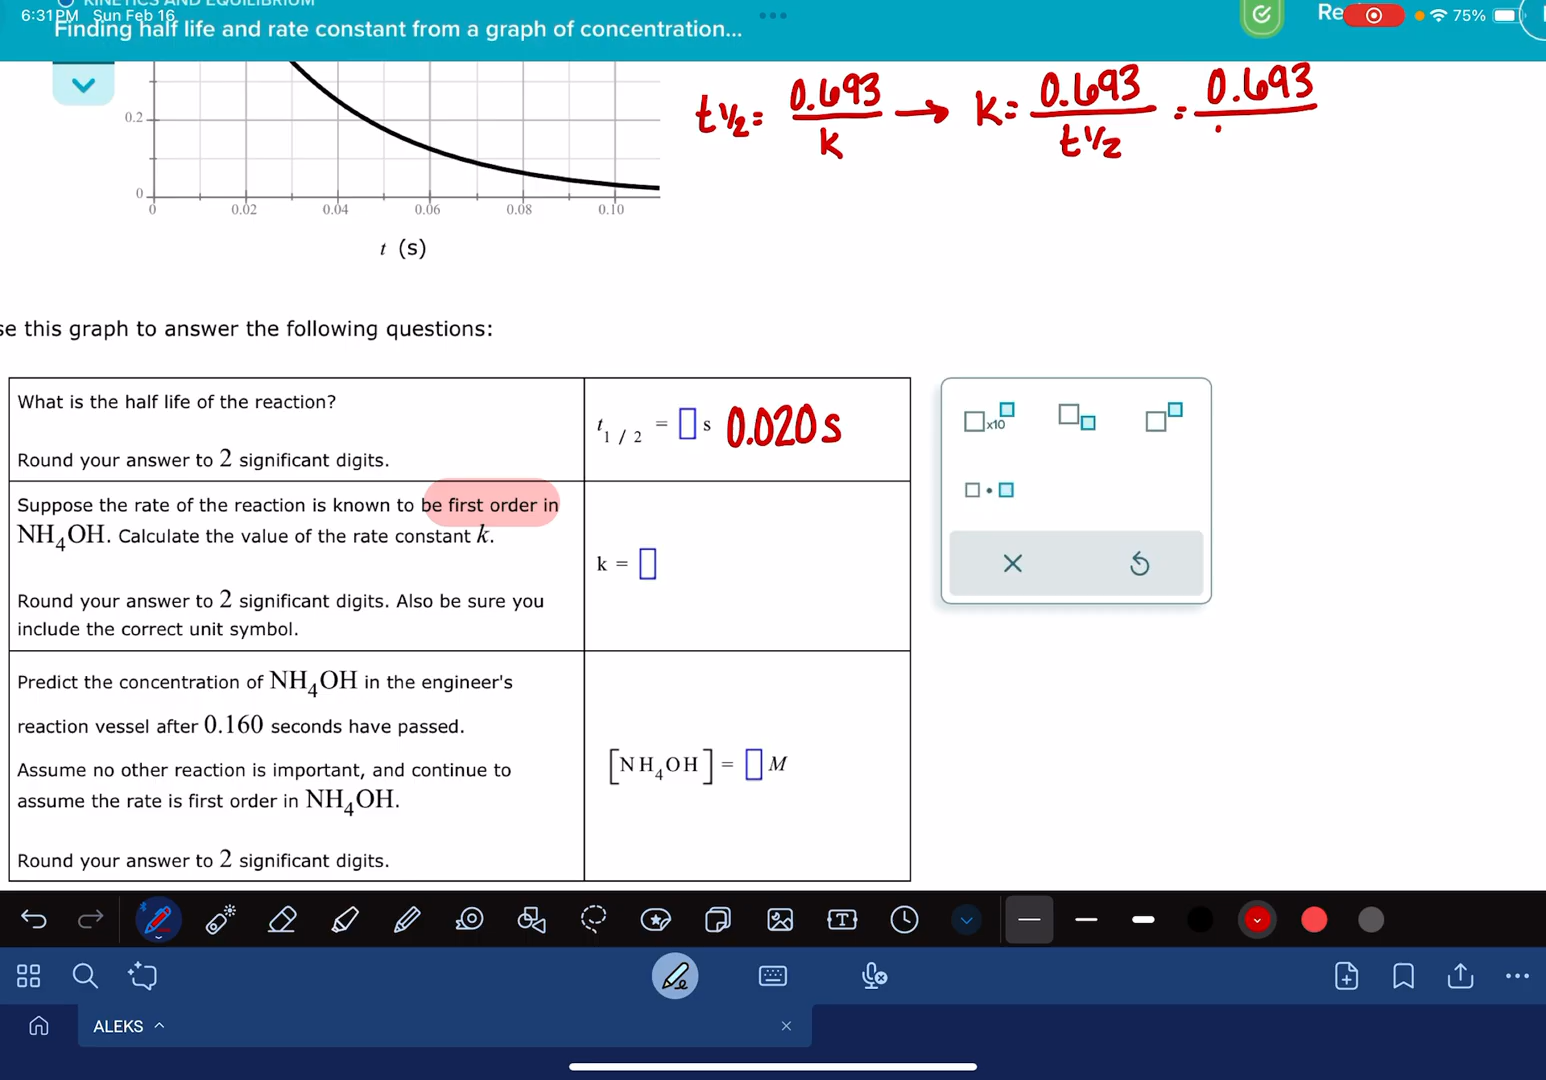 KINETICS AND EQUILIBRIUM
6:31 PM Sun Feb 16
Finding half life and rate constant from a graph of concentration...
Re
75%
0.2
0
0 0.02 0.04 0.06 0.08 0.10
t (s)
t½ = 0.693/k → k = 0.693/t½ = 0.693
se this graph to answer the following questions:
What is the half life of the reaction?
Round your answer to 2 significant digits.
t1/2 = □ s 0.020 s
Suppose the rate of the reaction is known to be first order in
NH₄OH. Calculate the value of the rate constant k.
Round your answer to 2 significant digits. Also be sure you
include the correct unit symbol.
k = □
Predict the concentration of NH₄OH in the engineer's
reaction vessel after 0.160 seconds have passed.
Assume no other reaction is important, and continue to
assume the rate is first order in NH₄OH.
Round your answer to 2 significant digits.
[NH₄OH] = □ M
x10
ALEKS